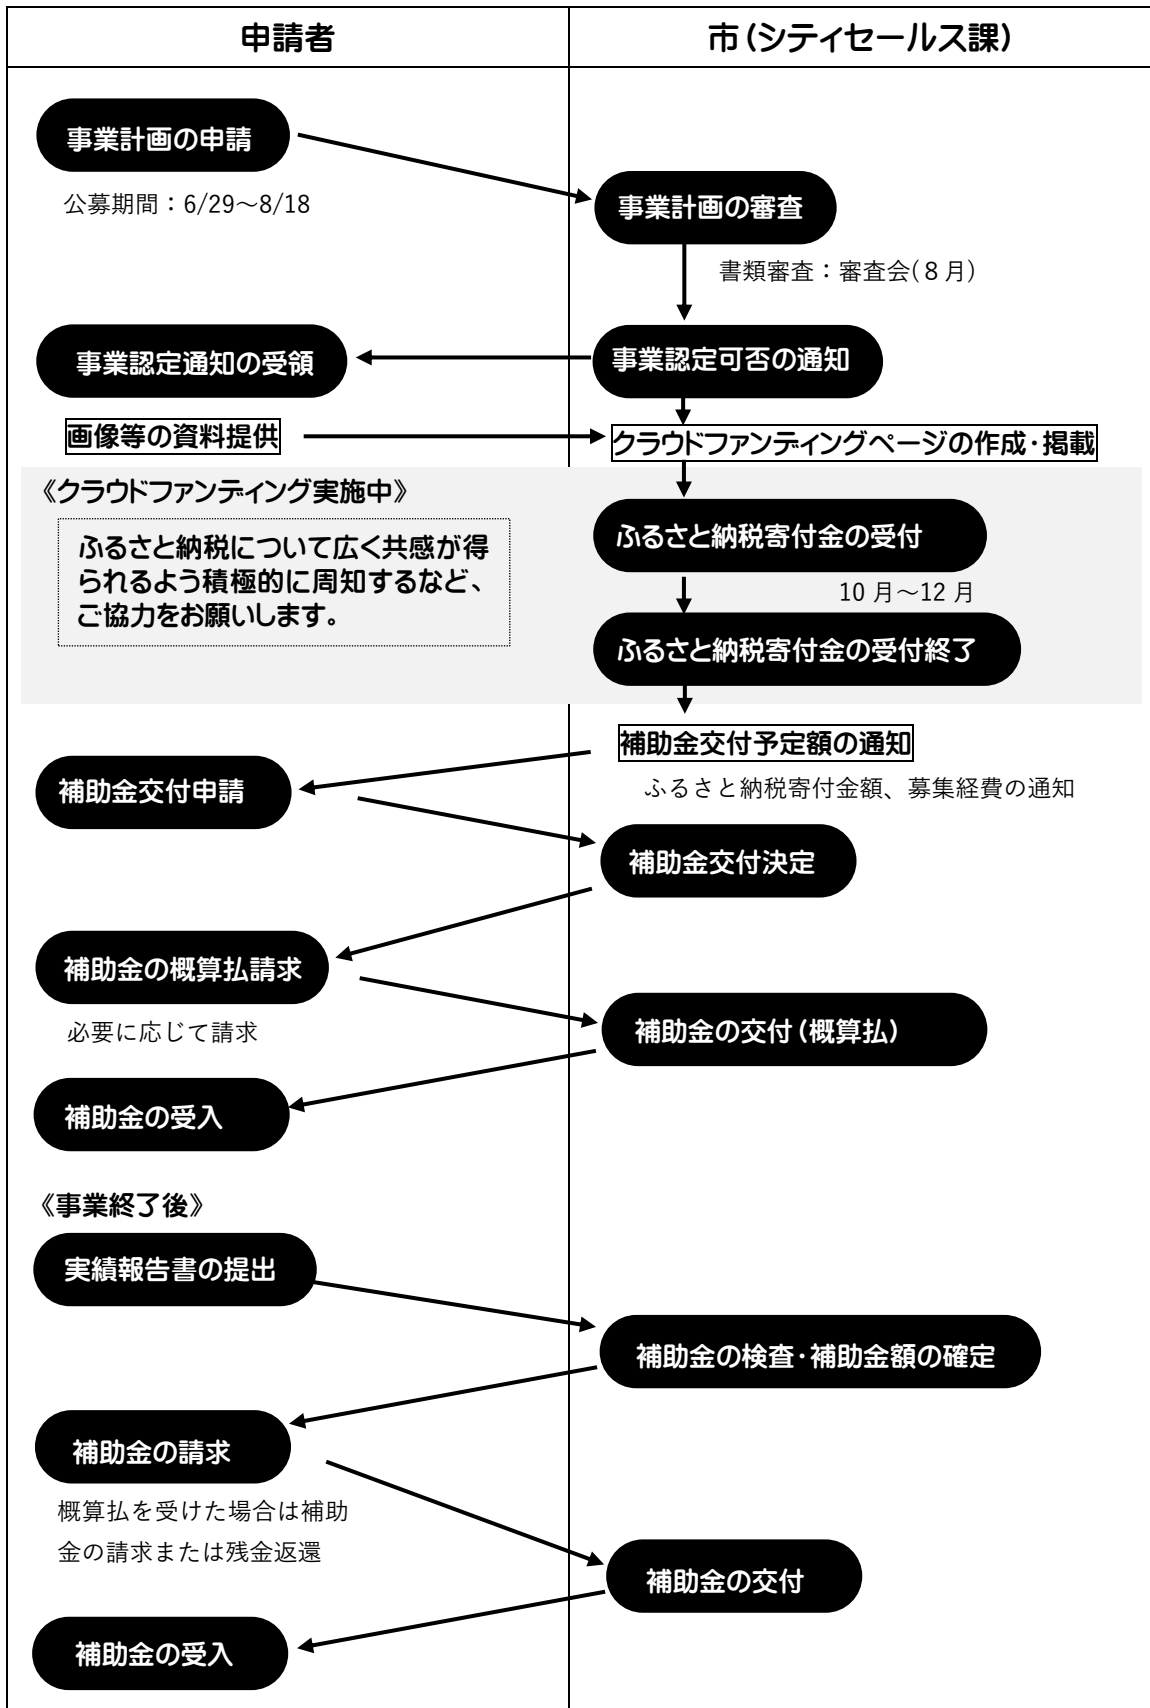 申請者
市(シティセールス課)
事業計画の申請
公募期間：6/29～8/18
事業計画の審査
書類審査：審査会(８月)
事業認定可否の通知
事業認定通知の受領
画像等の資料提供
クラウドファンディングページの作成・掲載
《クラウドファンディング実施中》
ふるさと納税について広く共感が得
られるよう積極的に周知するなど、
ご協力をお願いします。
ふるさと納税寄付金の受付
10月～12月
ふるさと納税寄付金の受付終了
補助金交付予定額の通知
ふるさと納税寄付金額、募集経費の通知
補助金交付申請
補助金交付決定
補助金の概算払請求
必要に応じて請求
補助金の交付(概算払)
補助金の受入
《事業終了後》
実績報告書の提出
補助金の検査・補助金額の確定
補助金の請求
概算払を受けた場合は補助
金の請求または残金返還
補助金の交付
補助金の受入